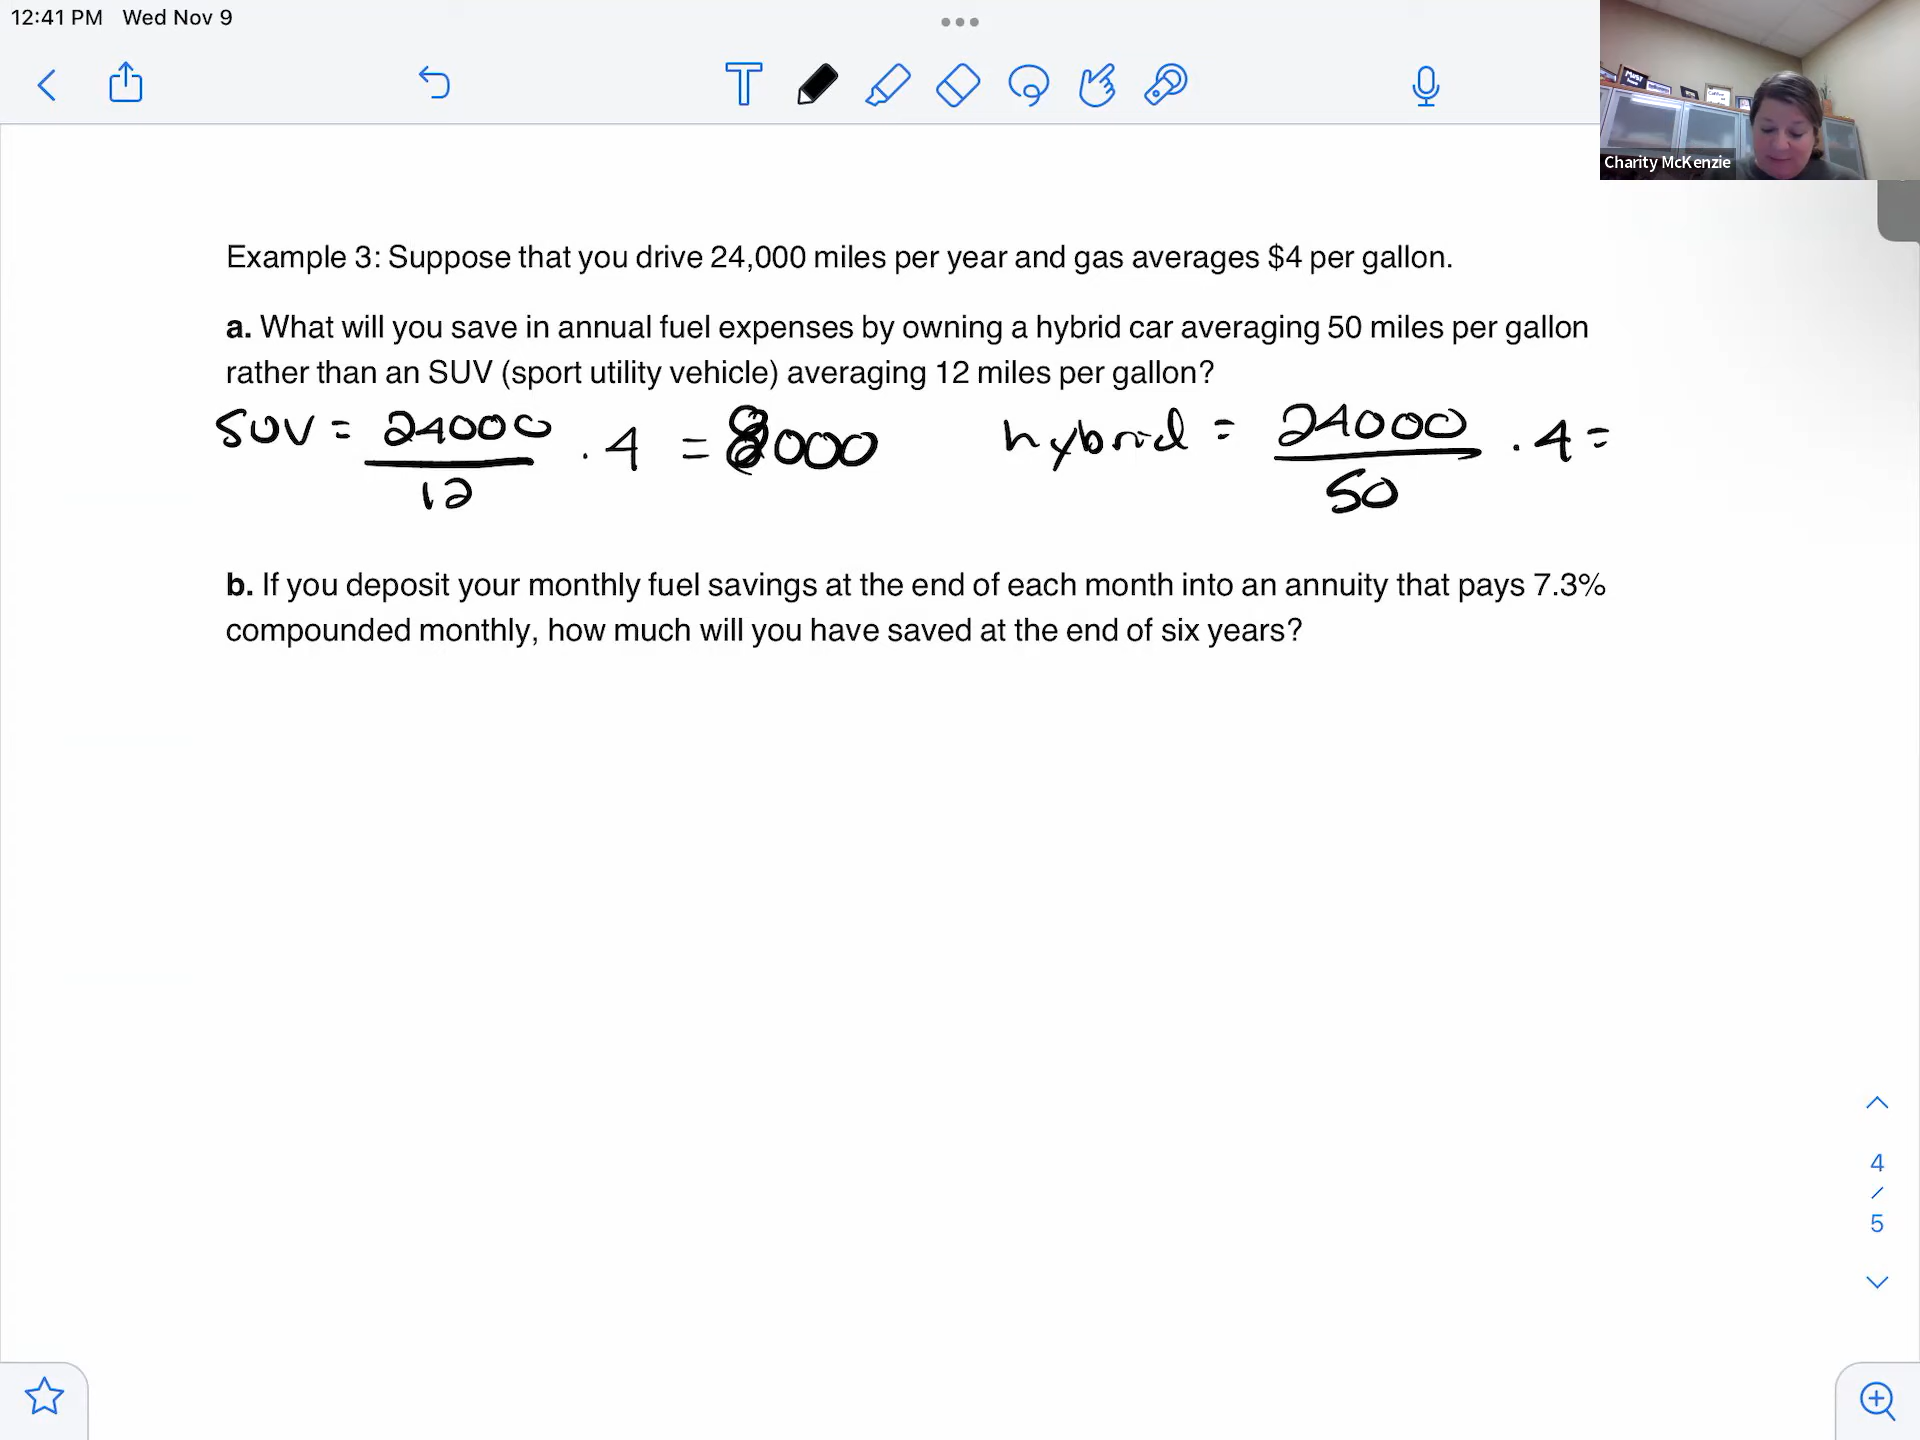 12:41 PM Wed Nov 9
Charity McKenzie
Example 3: Suppose that you drive 24,000 miles per year and gas averages $4 per gallon.
a. What will you save in annual fuel expenses by owning a hybrid car averaging 50 miles per gallon
rather than an SUV (sport utility vehicle) averaging 12 miles per gallon?
SUV = 24000/12 · 4 = 8000 hybrid = 24000/50 · 4 =
b. If you deposit your monthly fuel savings at the end of each month into an annuity that pays 7.3%
compounded monthly, how much will you have saved at the end of six years?
4
/
5